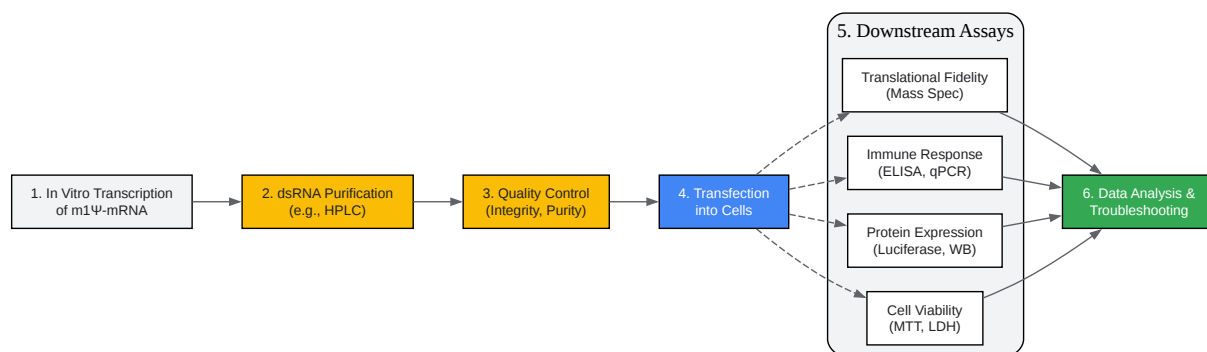 5. Downstream Assays
Translational Fidelity
(Mass Spec)
Immune Response
(ELISA, qPCR)
1. In Vitro Transcription
of m1Ψ-mRNA
2. dsRNA Purification
(e.g., HPLC)
3. Quality Control
(Integrity, Purity)
4. Transfection
into Cells
6. Data Analysis &
Troubleshooting
Protein Expression
(Luciferase, WB)
Cell Viability
(MTT, LDH)